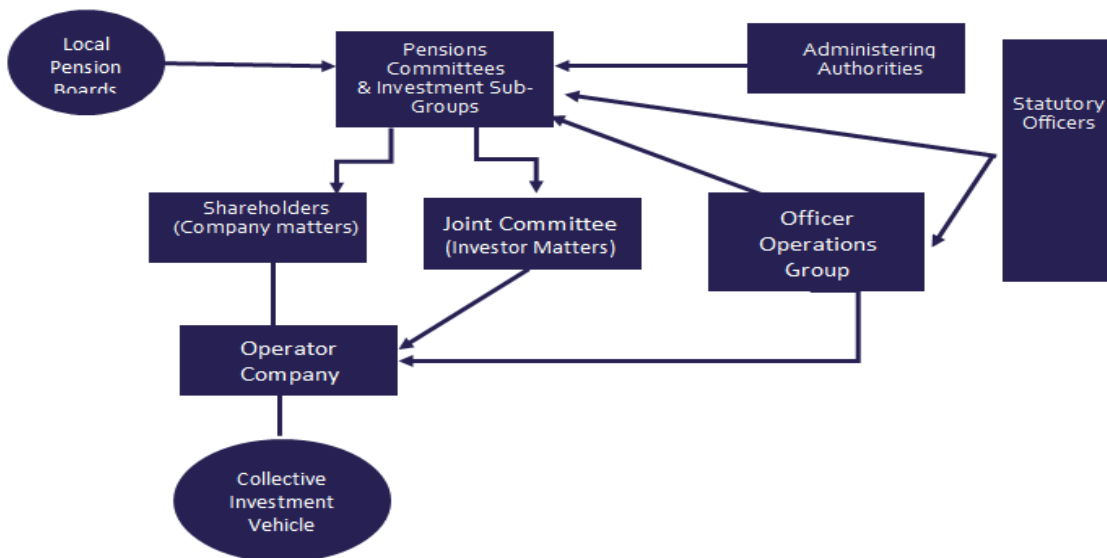 Local
Pension
Boards
Pensions
Committees
& Investment Sub-
Groups
Administering
Authorities
Statutory
Officers
Shareholders
(Company matters)
Joint Committee
(Investor Matters)
Officer
Operations
Group
Operator
Company
Collective
Investment
Vehicle